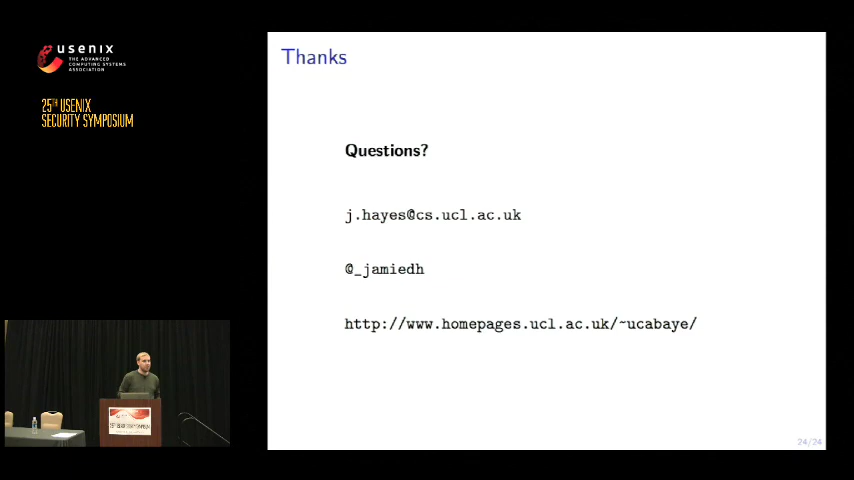 usenix
THE ADVANCED
COMPUTING SYSTEMS
ASSOCIATION
25TH USENIX
SECURITY SYMPOSIUM
Thanks
Questions?
j.hayes@cs.ucl.ac.uk
@_jamiedh
http://www.homepages.ucl.ac.uk/~ucabaye/
24/24